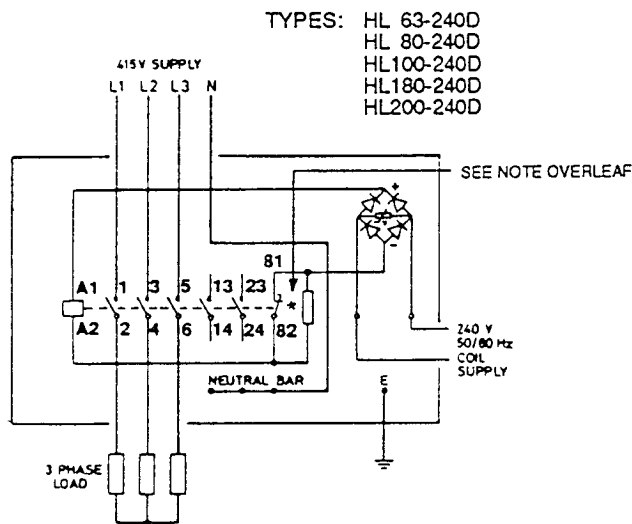 TYPES: HL 63-240D
HL 80-240D
HL100-240D
HL180-240D
HL200-240D
415V SUPPLY
L1 L2 L3 N
SEE NOTE OVERLEAF
+
-
81
A1 1 3 5 13 23
*
A2 2 4 6 14 24 82
240 V
50/60 Hz
COIL
SUPPLY
NEUTRAL BAR
E
3 PHASE
LOAD